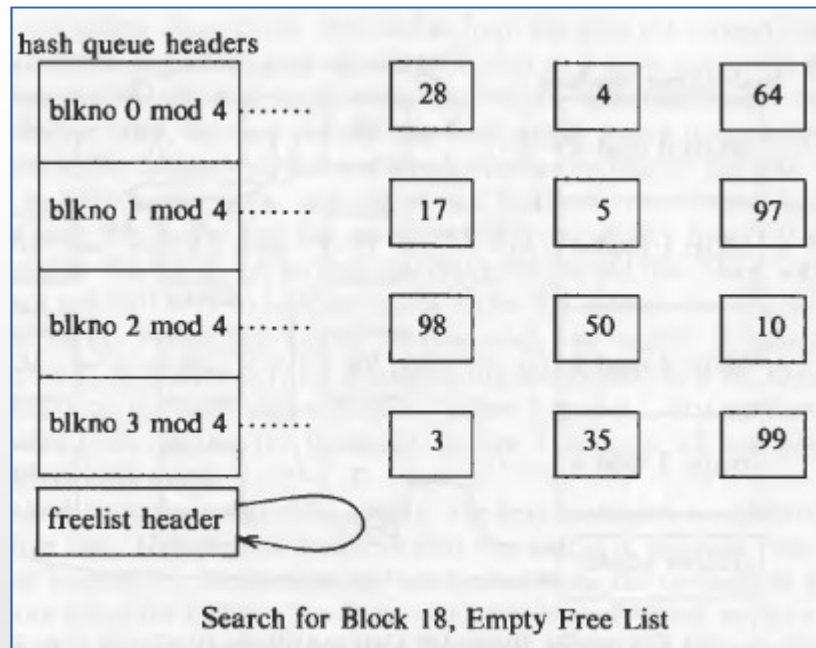 hash queue headers
blkno 0 mod 4 ........ 28 4 64
blkno 1 mod 4 ........ 17 5 97
blkno 2 mod 4 ........ 98 50 10
blkno 3 mod 4 ........ 3 35 99
freelist header
Search for Block 18, Empty Free List